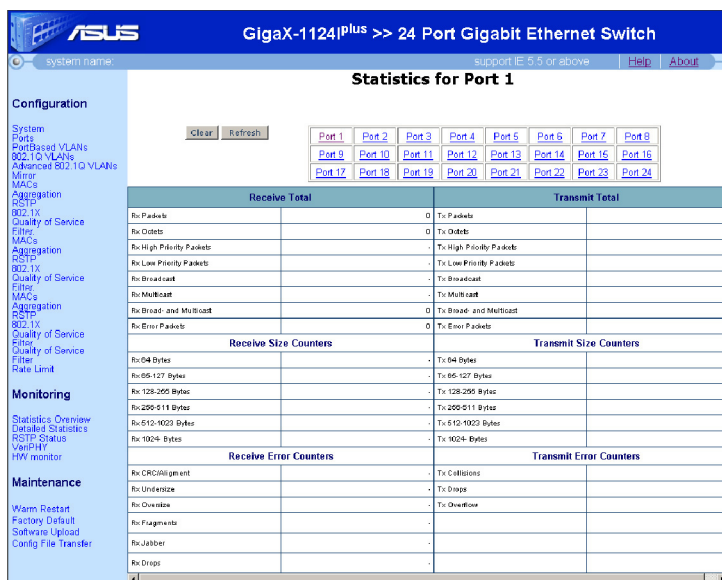 ASUS
GigaX-1124Iplus >> 24 Port Gigabit Ethernet Switch
system name:
support IE 5.5 or above
Help
About
Statistics for Port 1
Configuration
System
Ports
PortBased VLANs
802.1Q VLANs
Advanced 802.1Q VLANs
Mirror
MACs
Aggregation
RSTP
802.1X
Quality of Service
Filter
MACs
Aggregation
RSTP
802.1X
Quality of Service
Filter
MACs
Aggregation
RSTP
802.1X
Quality of Service
Filter
Quality of Service
Filter
Rate Limit
Monitoring
Statistics Overview
Detailed Statistics
RSTP Status
VeriPHY
HW monitor
Maintenance
Warm Restart
Factory Default
Software Upload
Config File Transfer
Clear Refresh
Port 1 Port 2 Port 3 Port 4 Port 5 Port 6 Port 7 Port 8
Port 9 Port 10 Port 11 Port 12 Port 13 Port 14 Port 15 Port 16
Port 17 Port 18 Port 19 Port 20 Port 21 Port 22 Port 23 Port 24
Receive Total Transmit Total
Rx Packets 0 Tx Packets
Rx Octets 0 Tx Octets
Rx High Priority Packets - Tx High Priority Packets
Rx Low Priority Packets - Tx Low Priority Packets
Rx Broadcast - Tx Broadcast
Rx Multicast - Tx Multicast
Rx Broad- and Multicast 0 Tx Broad- and Multicast
Rx Error Packets 0 Tx Error Packets
Receive Size Counters Transmit Size Counters
Rx 64 Bytes - Tx 64 Bytes
Rx 65-127 Bytes - Tx 65-127 Bytes
Rx 128-255 Bytes - Tx 128-255 Bytes
Rx 256-511 Bytes - Tx 256-511 Bytes
Rx 512-1023 Bytes - Tx 512-1023 Bytes
Rx 1024- Bytes - Tx 1024- Bytes
Receive Error Counters Transmit Error Counters
Rx CRC/Aligment - Tx Collisions
Rx Undersize - Tx Drops
Rx Oversize - Tx Overflow
Rx Fragments -
Rx Jabber -
Rx Drops -